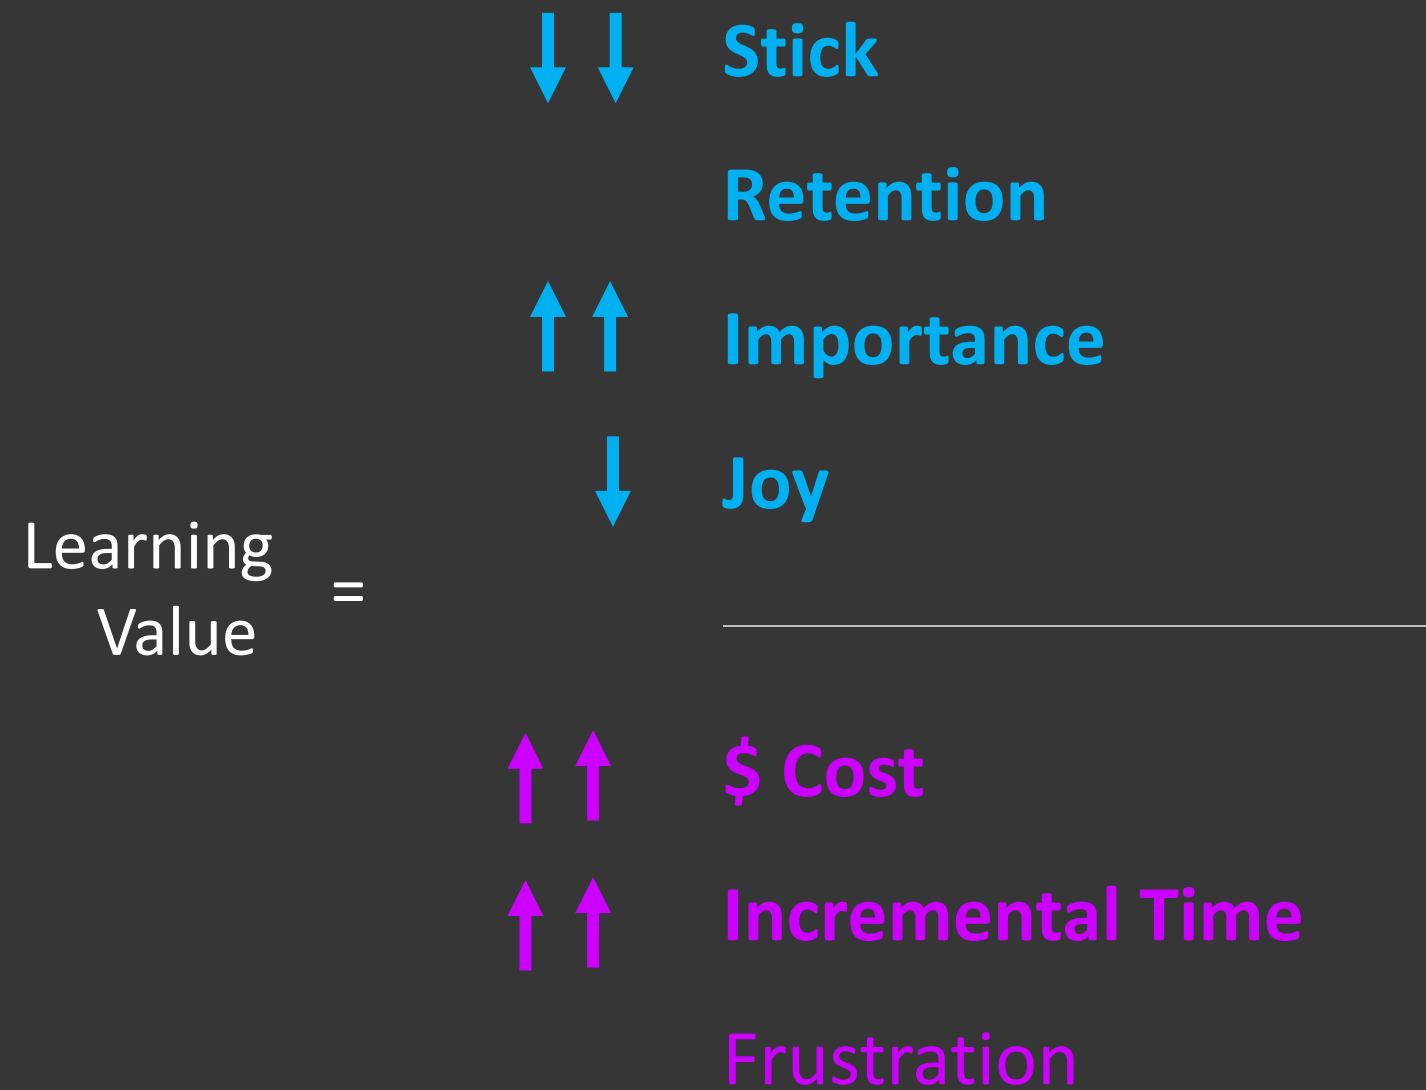 Stick
Retention
Importance
Joy
Learning
Value
=
$ Cost
Incremental Time
Frustration